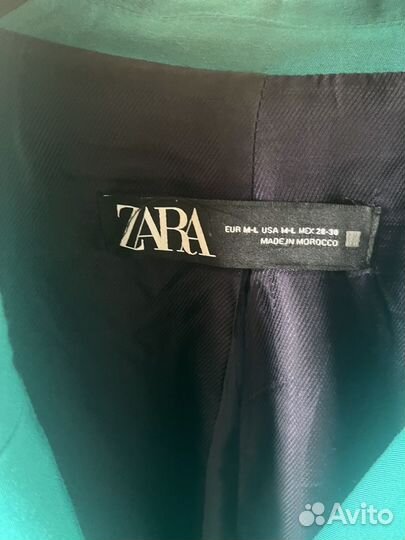 ZARA
EUR M-L USA M-L MEX 28-30
MADE IN MOROCCO
Avito